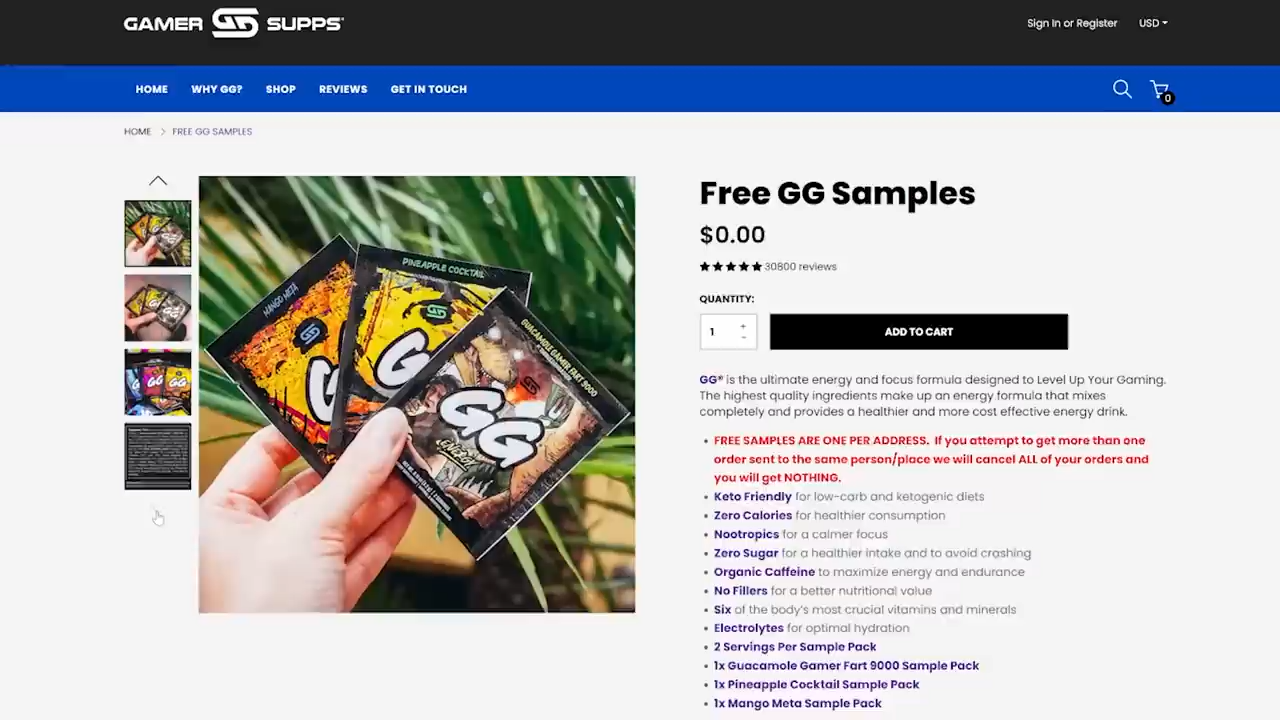 GAMER GG SUPPS
Sign In or Register
USD
HOME
WHY GG?
SHOP
REVIEWS
GET IN TOUCH
0
HOME
FREE GG SAMPLES
MANGO META
PINEAPPLE COCKTAIL
GUACAMOLE GAMER FART 9000
GG
Free GG Samples
$0.00
30800 reviews
QUANTITY:
1
ADD TO CART
GG® is the ultimate energy and focus formula designed to Level Up Your Gaming.
The highest quality ingredients make up an energy formula that mixes
completely and provides a healthier and more cost effective energy drink.
FREE SAMPLES ARE ONE PER ADDRESS. If you attempt to get more than one
order sent to the same person/place we will cancel ALL of your orders and
you will get NOTHING.
Keto Friendly for low-carb and ketogenic diets
Zero Calories for healthier consumption
Nootropics for a calmer focus
Zero Sugar for a healthier intake and to avoid crashing
Organic Caffeine to maximize energy and endurance
No Fillers for a better nutritional value
Six of the body's most crucial vitamins and minerals
Electrolytes for optimal hydration
2 Servings Per Sample Pack
1x Guacamole Gamer Fart 9000 Sample Pack
1x Pineapple Cocktail Sample Pack
1x Mango Meta Sample Pack